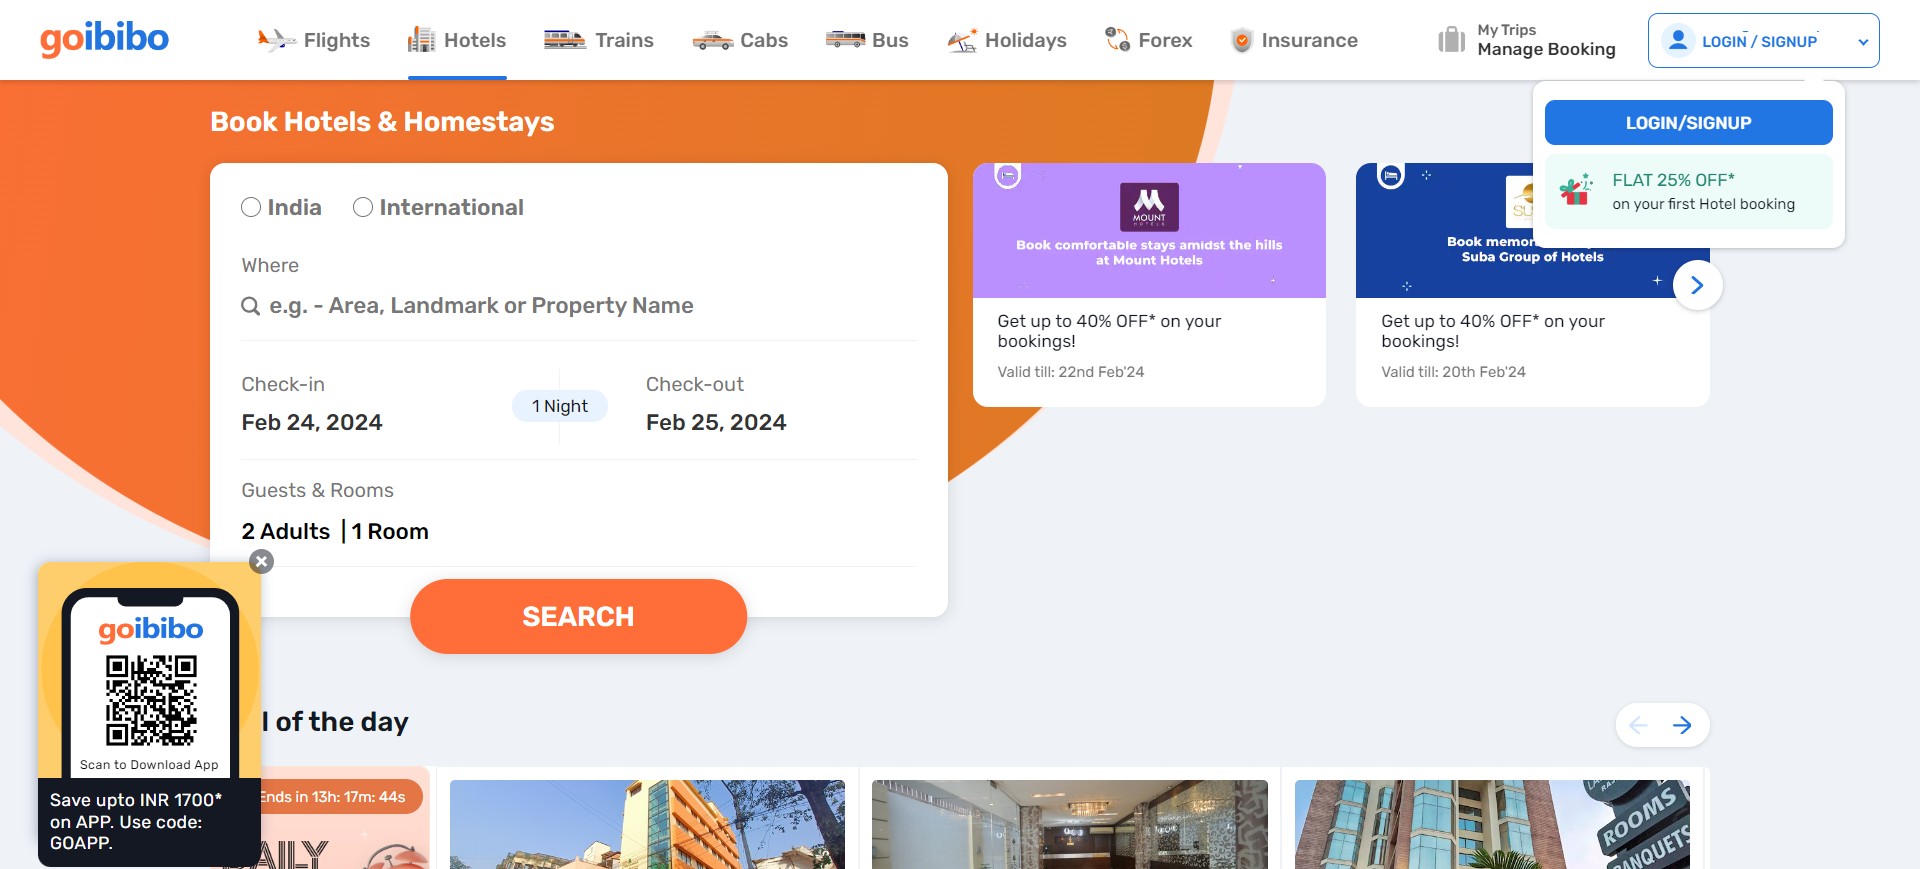 goibibo
Flights
Hotels
Trains
Cabs
Bus
Holidays
Forex
Insurance
My Trips
Manage Booking
LOGIN / SIGNUP
LOGIN/SIGNUP
FLAT 25% OFF*
on your first Hotel booking
Book Hotels & Homestays
India
International
Where
e.g. - Area, Landmark or Property Name
Check-in
Feb 24, 2024
1 Night
Check-out
Feb 25, 2024
Guests & Rooms
2 Adults | 1 Room
SEARCH
MOUNT
HOTELS
Book comfortable stays amidst the hills
at Mount Hotels
Get up to 40% OFF* on your
bookings!
Valid till: 22nd Feb'24
Book
Suba Group of Hotels
Get up to 40% OFF* on your
bookings!
Valid till: 20th Feb'24
goibibo
Scan to Download App
Save upto INR 1700*
on APP. Use code:
GOAPP.
of the day
Ends in 13h: 17m: 44s
ROOMS
BANQUETS